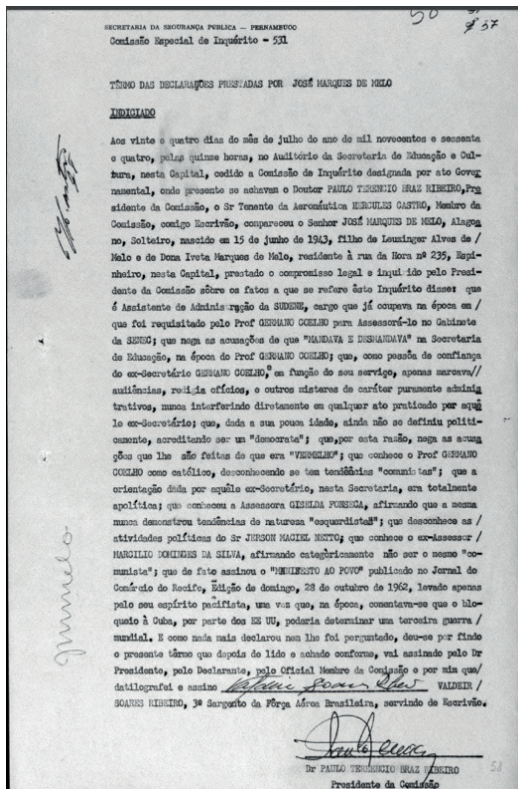 SECRETARIA DA SEGURANÇA PÚBLICA — PERNAMBUCO
Comissão Especial de Inquérito - 531
50
37
TÊRMO DAS DECLARAÇÕES PRESTADAS POR JOSÉ MARQUES DE MELO
INDICIADO
Aos vinte e quatro dias do mês de julho do ano de mil novecentos e sessenta
e quatro, pelas quinze horas, no Auditório da Secretaria de Educação e Cul-
tura, nesta Capital, cedido a Comissão de Inquérito designada por ato Gover
namental, onde presente se achavam o Doutor PAULO TERENCIO BRAZ RIBEIRO, Pre
sidente da Comissão, o Sr Tenente da Aeronáutica HERCULES CASTRO, Membro da
Comissão, comigo Escrivão, compareceu o Senhor JOSÉ MARQUES DE MELO, Alagoa
no, Solteiro, nascido em 15 de junho de 1943, filho de Leuzinger Alves de /
Melo e de Dona Iveta Marques de Melo, residente à rua da Hora nº 235, Espi-
nheiro, nesta Capital, prestado o compromisso legal e inquirido pelo Presi-
dente da Comissão sôbre os fatos a que se refere êste Inquérito disse: que
é Assistente de Administração da SUDENE, cargo que já ocupava na época em /
que foi requisitado pelo Prof GERMANO COELHO para Assessorá-lo no Gabinete
da SENEC; que nega as acusações de que "MANDAVA E DESMANDAVA" na Secretaria
de Educação, na época do Prof GERMANO COELHO; que, como pessôa de confiança
do ex-Secretário GERMANO COELHO, e em função do seu serviço, apenas marcava//
audiências, redigia ofícios, e outros misteres de caráter puramente adminis
trativos, nunca interferindo diretamente em qualquer ato praticado por aquê
le ex-Secretário; que, dada a sua pouca idade, ainda não se definiu politi-
camente, acreditando ser um "democrata"; que,por esta razão, nega as acusa
ções que lhe são feitas de que era "VERMELHO"; que conhece o Prof GERMANO
COELHO como católico, desconhecendo se tem tendências "comunistas"; que a
orientação dada por aquêle ex-Secretário, nesta Secretaria, era totalmente
apolítica; que conheceu a Assessora GISELDA FONSECA, afirmando que a mesma
nunca demonstrou tendências de natureza "esquerdista"; que desconhece as /
atividades políticas do Sr JERSON MACIEL NETTO; que conhece o ex-Assessor /
MARGILIO DOMINGES DA SILVA, afirmando categòricamente não ser o mesmo "co-
munista"; que de fato assinou o "MANIFESTO AO POVO" publicado no Jornal do
Comércio do Recife, Edição de domingo, 28 de outubro de 1962, levado apenas
pelo seu espírito pacifista, uma vez que, na época, comentava-se que o blo-
queio à Cuba, por parte dos EE UU, poderia determinar uma terceira guerra /
mundial. E como nada mais declarou nem lhe foi perguntado, deu-se por findo
o presente têrmo que depois de lido e achado conforme, vai assinado pelo Dr
Presidente, pelo Declarante, pelo Oficial Membro da Comissão e por mim que/
datilografei e assino VALDEIR /
SOARES RIBEIRO, 3º Sargento da Fôrça Aérea Brasileira, servindo de Escrivão.
Dr PAULO TERENCIO BRAZ RIBEIRO
Presidente da Comissão